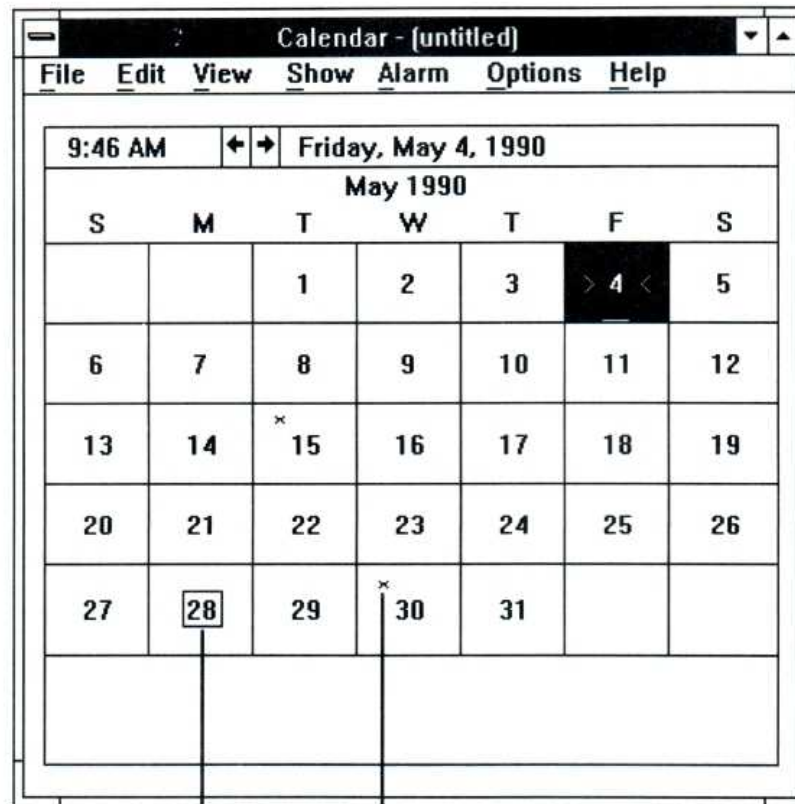 Calendar - (untitled)
File Edit View Show Alarm Options Help
9:46 AM Friday, May 4, 1990
May 1990
S M T W T F S
1 2 3 > 4 < 5
6 7 8 9 10 11 12
13 14 × 15 16 17 18 19
20 21 22 23 24 25 26
27 28 29 × 30 31